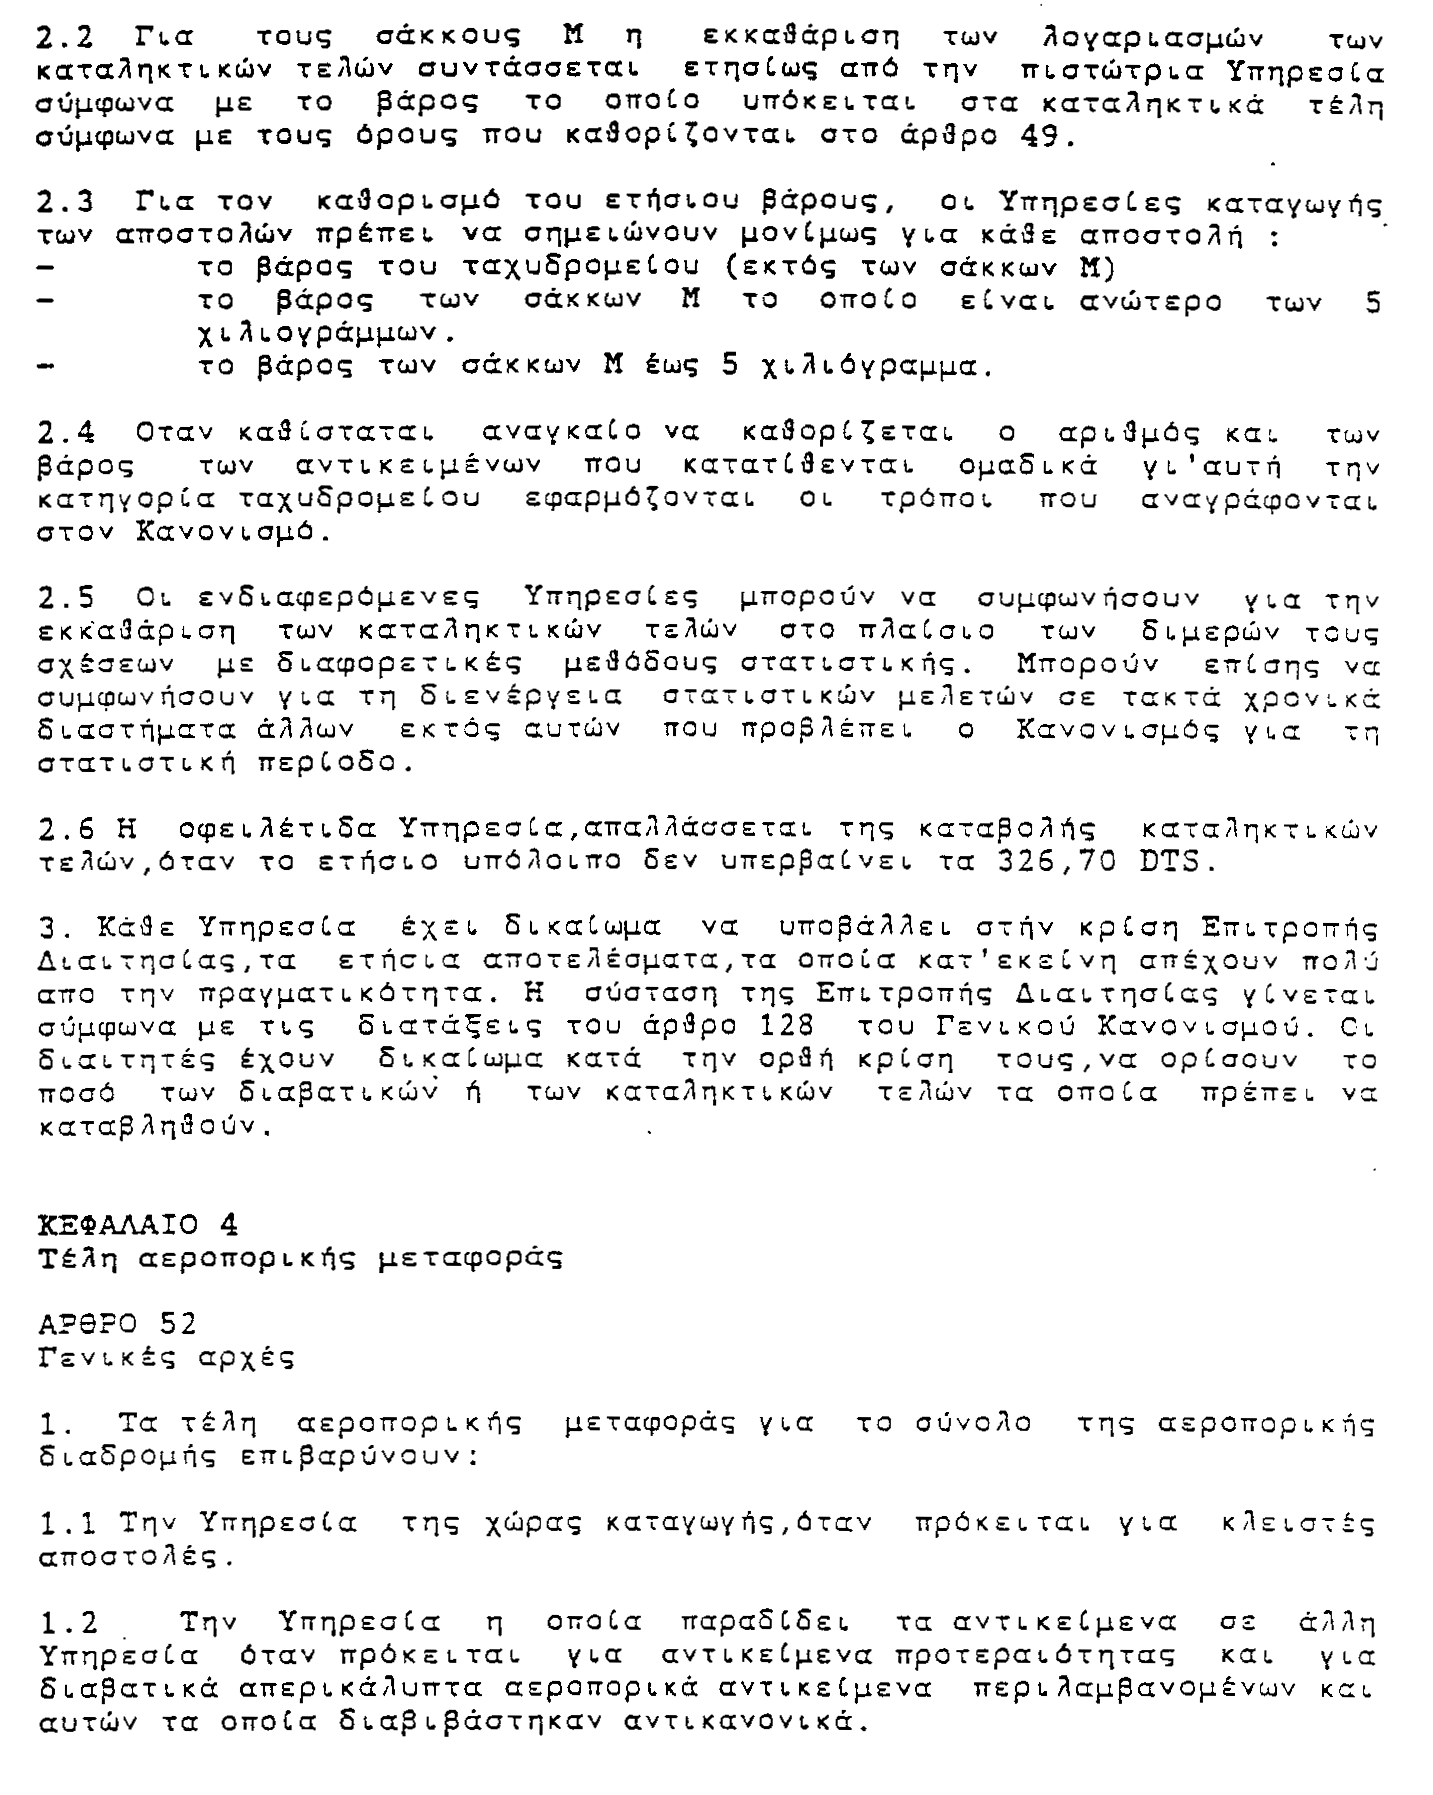 2.2 Για τους σάκκους Μ η εκκαθάριση των λογαριασμών των
καταληκτικών τελών συντάσσεται ετησίως από την πιστώτρια Υπηρεσία
σύμφωνα με το βάρος το οποίο υπόκειται στα καταληκτικά τέλη
σύμφωνα με τους όρους που καθορίζονται στο άρθρο 49.
2.3 Για τον καθορισμό του ετήσιου βάρους, οι Υπηρεσίες καταγωγής
των αποστολών πρέπει να σημειώνουν μονίμως για κάθε αποστολή :
- το βάρος του ταχυδρομείου (εκτός των σάκκων Μ)
- το βάρος των σάκκων Μ το οποίο είναι ανώτερο των 5
χιλιογράμμων.
- το βάρος των σάκκων Μ έως 5 χιλιόγραμμα.
2.4 Οταν καθίσταται αναγκαίο να καθορίζεται ο αριθμός και των
βάρος των αντικειμένων που κατατίθενται ομαδικά γι'αυτή την
κατηγορία ταχυδρομείου εφαρμόζονται οι τρόποι που αναγράφονται
στον Κανονισμό.
2.5 Οι ενδιαφερόμενες Υπηρεσίες μπορούν να συμφωνήσουν για την
εκκαθάριση των καταληκτικών τελών στο πλαίσιο των διμερών τους
σχέσεων με διαφορετικές μεθόδους στατιστικής. Μπορούν επίσης να
συμφωνήσουν για τη διενέργεια στατιστικών μελετών σε τακτά χρονικά
διαστήματα άλλων εκτός αυτών που προβλέπει ο Κανονισμός για τη
στατιστική περίοδο.
2.6 Η οφειλέτιδα Υπηρεσία,απαλλάσσεται της καταβολής καταληκτικών
τελών,όταν το ετήσιο υπόλοιπο δεν υπερβαίνει τα 326,70 DTS.
3. Κάθε Υπηρεσία έχει δικαίωμα να υποβάλλει στήν κρίση Επιτροπής
Διαιτησίας,τα ετήσια αποτελέσματα,τα οποία κατ'εκείνη απέχουν πολύ
απο την πραγματικότητα. Η σύσταση της Επιτροπής Διαιτησίας γίνεται
σύμφωνα με τις διατάξεις του άρθρο 128 του Γενικού Κανονισμού. Οι
διαιτητές έχουν δικαίωμα κατά την ορθή κρίση τους,να ορίσουν το
ποσό των διαβατικών ή των καταληκτικών τελών τα οποία πρέπει να
καταβληθούν.
ΚΕΦΑΛΑΙΟ 4
Τέλη αεροπορικής μεταφοράς
ΑΡΘΡΟ 52
Γενικές αρχές
1. Τα τέλη αεροπορικής μεταφοράς για το σύνολο της αεροπορικής
διαδρομής επιβαρύνουν:
1.1 Την Υπηρεσία της χώρας καταγωγής,όταν πρόκειται για κλειστές
αποστολές.
1.2 Την Υπηρεσία η οποία παραδίδει τα αντικείμενα σε άλλη
Υπηρεσία όταν πρόκειται για αντικείμενα προτεραιότητας και για
διαβατικά απερικάλυπτα αεροπορικά αντικείμενα περιλαμβανομένων και
αυτών τα οποία διαβιβάστηκαν αντικανονικά.